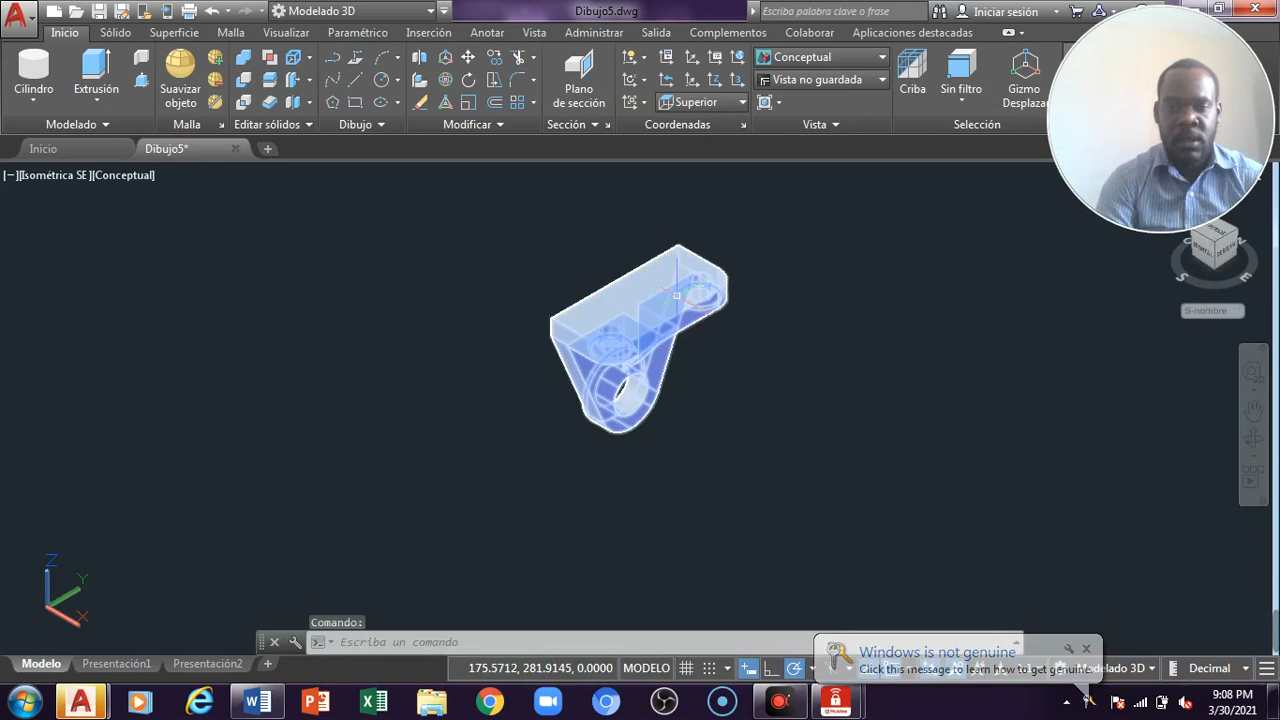 Modelado 3D
Dibujo5.dwg
Escriba palabra clave o frase
Iniciar sesión
Inicio
Sólido
Superficie
Malla
Visualizar
Paramétrico
Inserción
Anotar
Vista
Administrar
Salida
Complementos
Colaborar
Aplicaciones destacadas
Cilindro
Extrusión
Suavizar
objeto
Plano
de sección
Superior
Conceptual
Vista no guardada
Criba
Sin filtro
Gizmo
Desplazar
Modelado
Malla
Editar sólidos
Dibujo
Modificar
Sección
Coordenadas
Vista
Selección
Inicio
Dibujo5*
[−][Isométrica SE][Conceptual]
S
S-nombre
Z
Y
X
Comando:
Escriba un comando
Windows is not genuine
Click this message to learn how to get genuine.
Modelo
Presentación1
Presentación2
175.5712, 281.9145, 0.0000
MODELO
Modelado 3D
Decimal
9:08 PM
3/30/2021